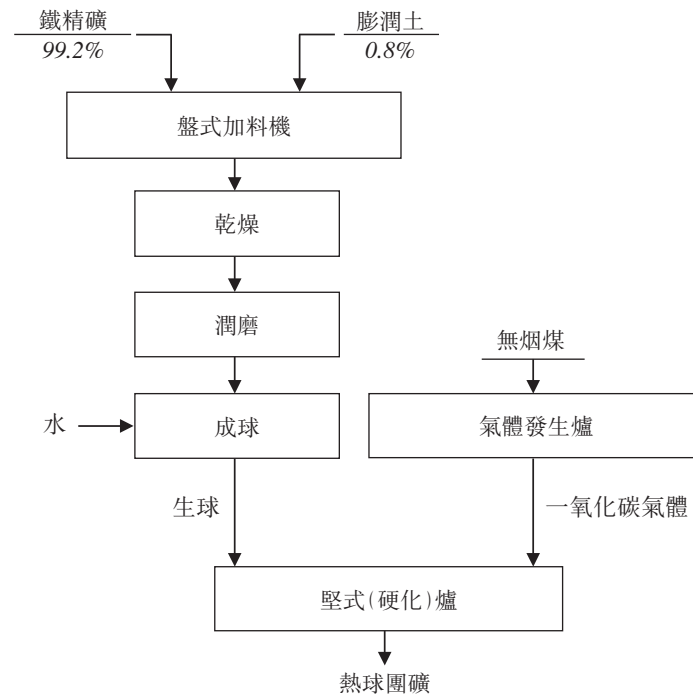 鐵精礦
99.2%
膨潤土
0.8%
盤式加料機
乾燥
潤磨
無烟煤
水
成球
氣體發生爐
生球
一氧化碳氣體
堅式(硬化)爐
熱球團礦